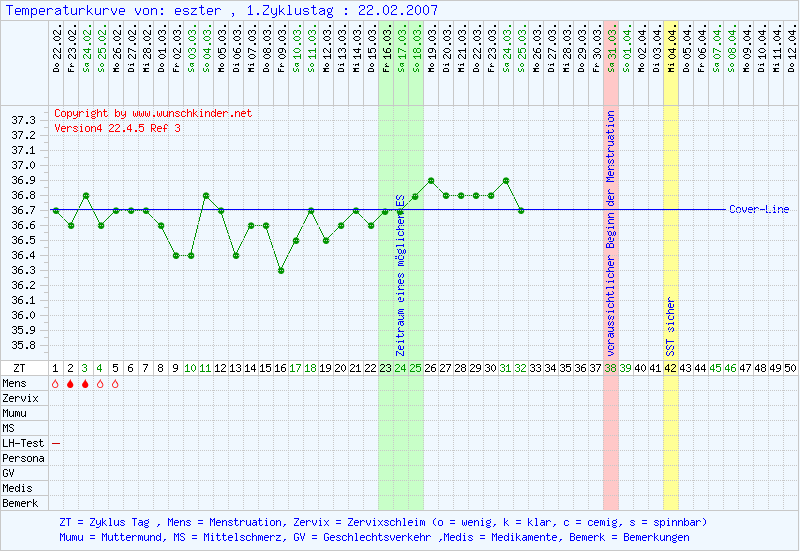 Temperaturkurve von: eszter , 1.Zyklustag : 22.02.2007
Do 22.02. Fr 23.02. Sa 24.02. So 25.02. Mo 26.02. Di 27.02. Mi 28.02. Do 01.03. Fr 02.03. Sa 03.03. So 04.03. Mo 05.03. Di 06.03. Mi 07.03. Do 08.03. Fr 09.03. Sa 10.03. So 11.03. Mo 12.03. Di 13.03. Mi 14.03. Do 15.03. Fr 16.03. Sa 17.03. So 18.03. Mo 19.03. Di 20.03. Mi 21.03. Do 22.03. Fr 23.03. Sa 24.03. So 25.03. Mo 26.03. Di 27.03. Mi 28.03. Do 29.03. Fr 30.03. Sa 31.03. So 01.04. Mo 02.04. Di 03.04. Mi 04.04. Do 05.04. Fr 06.04. Sa 07.04. So 08.04. Mo 09.04. Di 10.04. Mi 11.04. Do 12.04.
Copyright by www.wunschkinder.net
Version4 22.4.5 Ref 3
37.3
37.2
37.1
37.0
36.9
36.8
36.7
36.6
36.5
36.4
36.3
36.2
36.1
36.0
35.9
35.8
Cover-Line
Zeitraum eines möglichen ES
voraussichtlicher Beginn der Menstruation
SST sicher
ZT 1 2 3 4 5 6 7 8 9 10 11 12 13 14 15 16 17 18 19 20 21 22 23 24 25 26 27 28 29 30 31 32 33 34 35 36 37 38 39 40 41 42 43 44 45 46 47 48 49 50
Mens
Zervix
Mumu
MS
LH-Test –
Persona
GV
Medis
Bemerk
ZT = Zyklus Tag , Mens = Menstruation, Zervix = Zervixschleim (o = wenig, k = klar, c = cemig, s = spinnbar)
Mumu = Muttermund, MS = Mittelschmerz, GV = Geschlechtsverkehr ,Medis = Medikamente, Bemerk = Bemerkungen